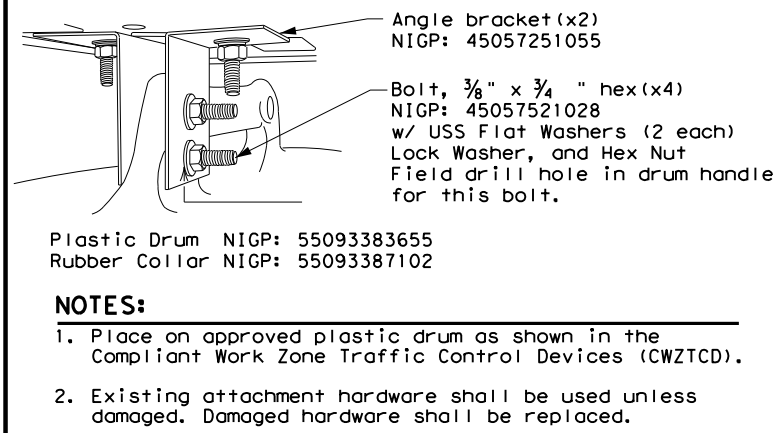 Angle bracket(x2)
NIGP: 45057251055
Bolt, ⅜" x ¾ " hex(x4)
NIGP: 45057521028
w/ USS Flat Washers (2 each)
Lock Washer, and Hex Nut
Field drill hole in drum handle
for this bolt.
Plastic Drum NIGP: 55093383655
Rubber Collar NIGP: 55093387102
NOTES:
1. Place on approved plastic drum as shown in the
Compliant Work Zone Traffic Control Devices (CWZTCD).
2. Existing attachment hardware shall be used unless
damaged. Damaged hardware shall be replaced.